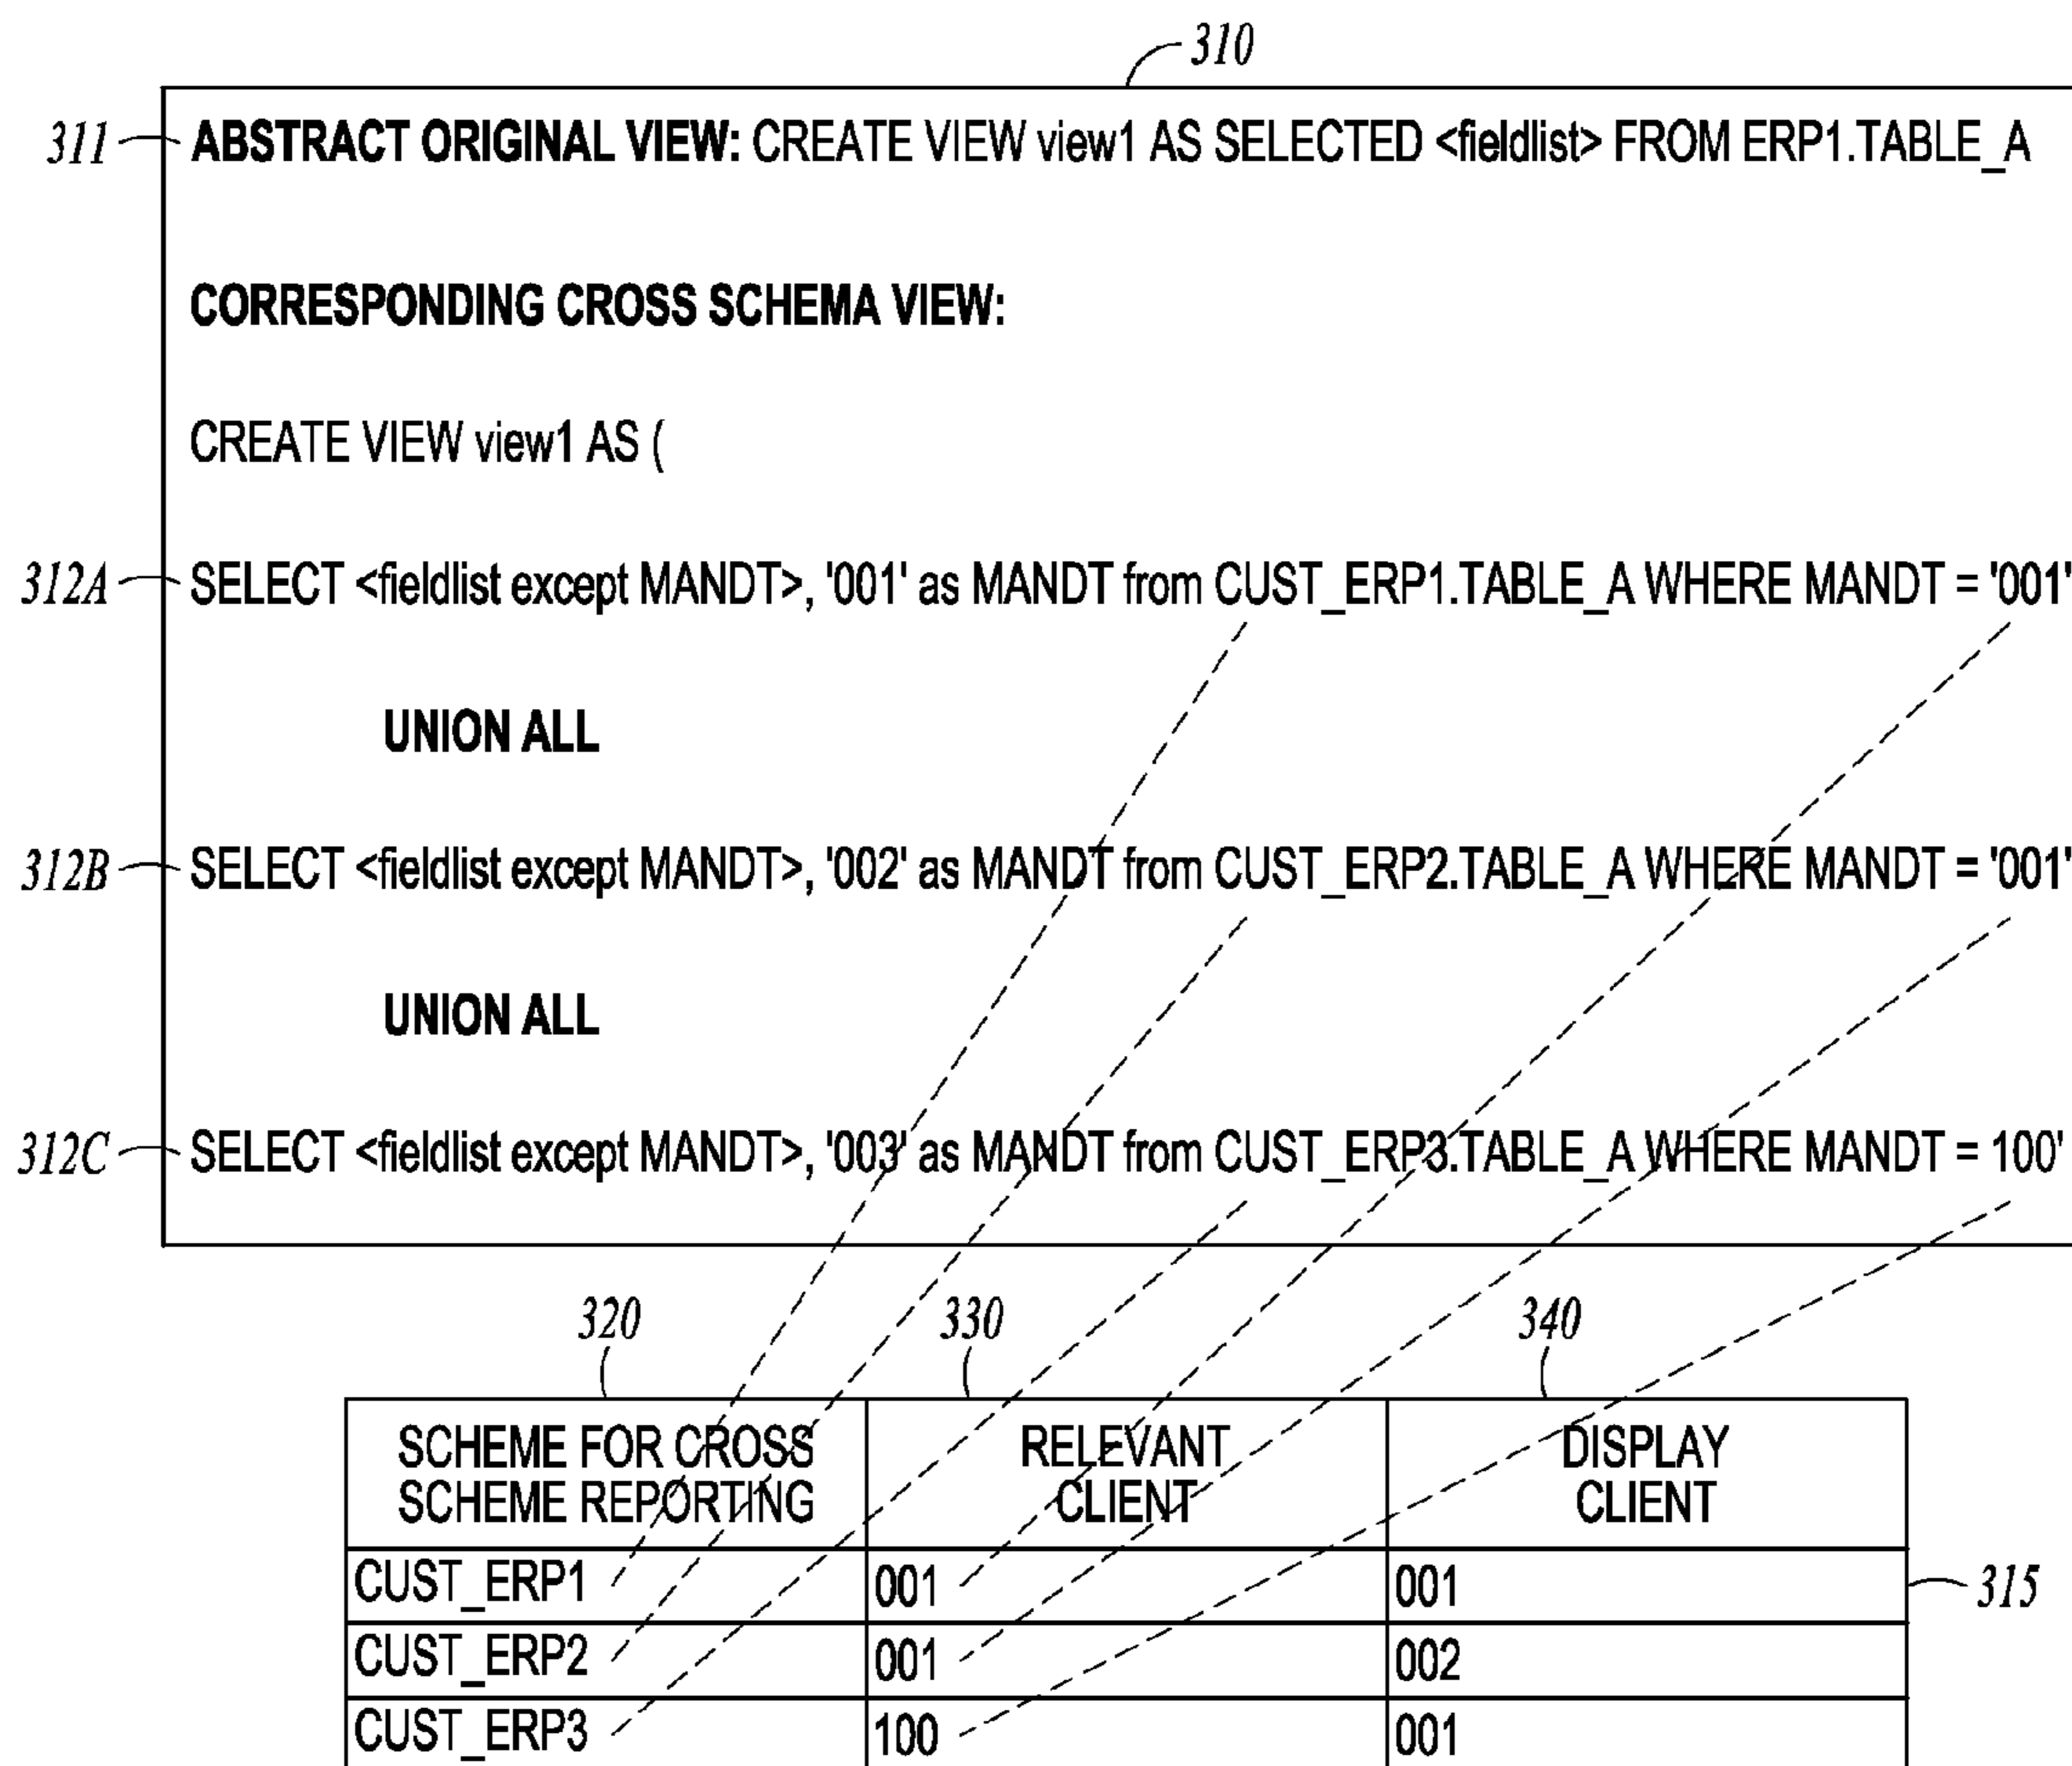 310
311 ABSTRACT ORIGINAL VIEW: CREATE VIEW view1 AS SELECTED <fieldlist> FROM ERP1.TABLE_A
CORRESPONDING CROSS SCHEMA VIEW:
CREATE VIEW view1 AS (
312A SELECT <fieldlist except MANDT>, '001' as MANDT from CUST_ERP1.TABLE_A WHERE MANDT = '001'
UNION ALL
312B SELECT <fieldlist except MANDT>, '002' as MANDT from CUST_ERP2.TABLE_A WHERE MANDT = '001'
UNION ALL
312C SELECT <fieldlist except MANDT>, '003' as MANDT from CUST_ERP3.TABLE_A WHERE MANDT = 100'
320 330 340
SCHEME FOR CROSS RELEVANT DISPLAY
SCHEME REPORTING CLIENT CLIENT
CUST_ERP1 001 001 315
CUST_ERP2 001 002
CUST_ERP3 100 001